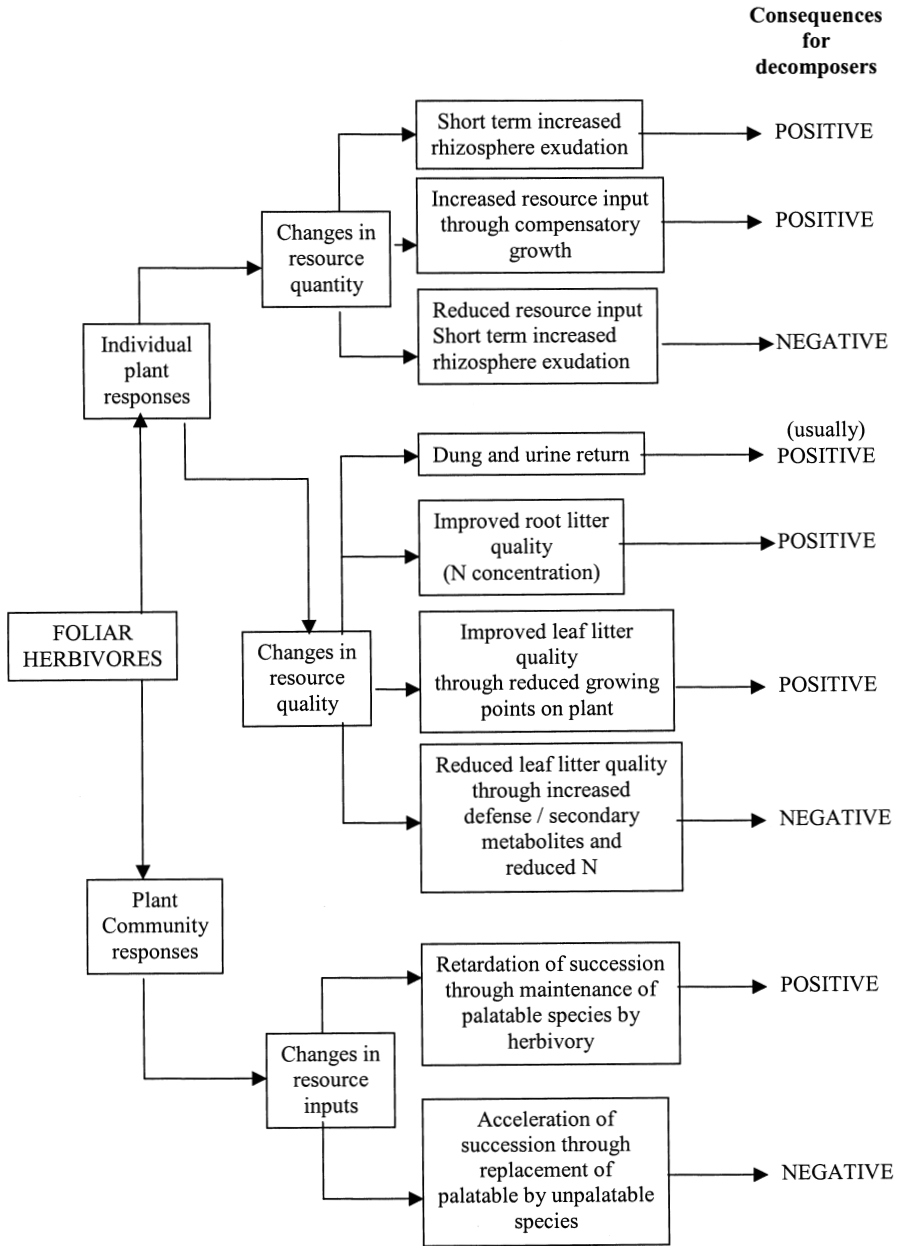 Consequences
for
decomposers
Short term increased
rhizosphere exudation
POSITIVE
Increased resource input
through compensatory
growth
POSITIVE
Changes in
resource
quantity
Reduced resource input
Short term increased
rhizosphere exudation
NEGATIVE
Individual
plant
responses
(usually)
Dung and urine return
POSITIVE
Improved root litter
quality
(N concentration)
POSITIVE
FOLIAR
HERBIVORES
Changes in
resource
quality
Improved leaf litter
quality
through reduced growing
points on plant
POSITIVE
Reduced leaf litter quality
through increased
defense / secondary
metabolites and
reduced N
NEGATIVE
Plant
Community
responses
Retardation of succession
through maintenance of
palatable species by
herbivory
POSITIVE
Changes in
resource
inputs
Acceleration of
succession through
replacement of
palatable by unpalatable
species
NEGATIVE